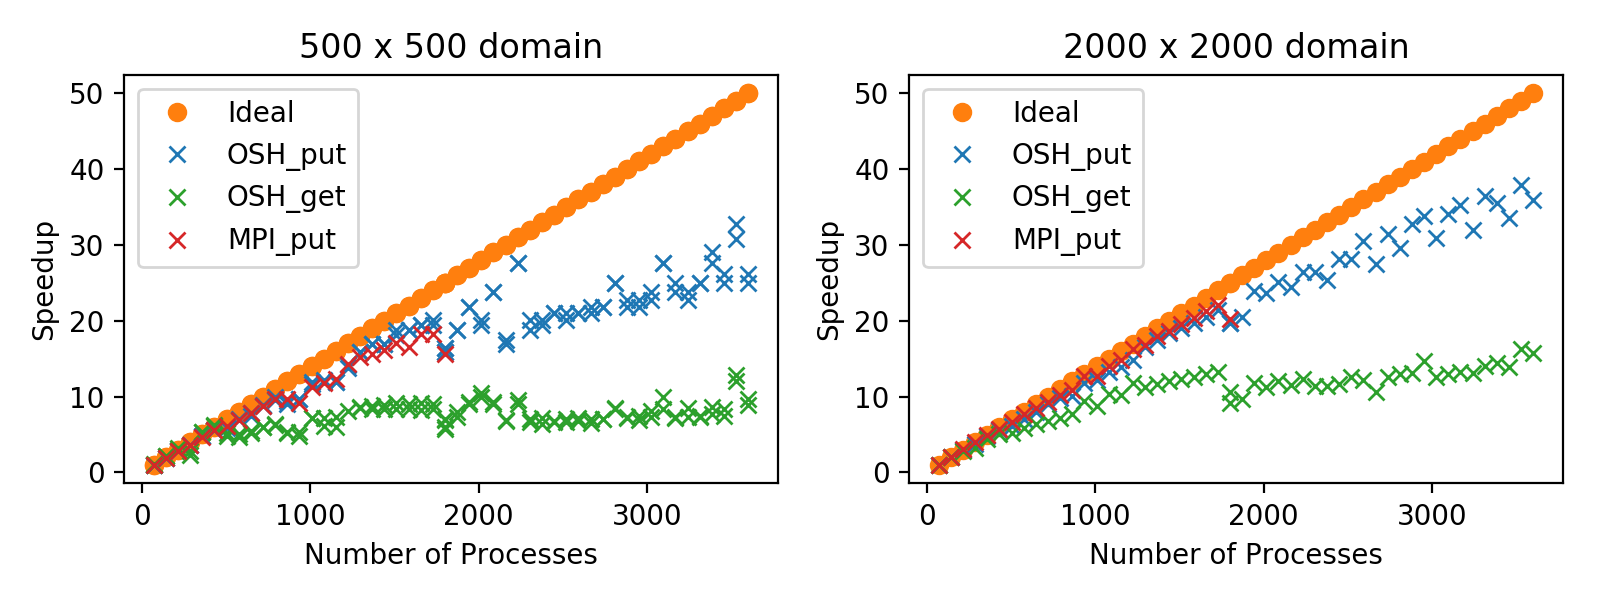 500 x 500 domain
50
40
30
20
10
0
Speedup
Ideal
OSH_put
OSH_get
MPI_put
0
1000
2000
3000
Number of Processes
2000 x 2000 domain
50
40
30
20
10
0
Speedup
Ideal
OSH_put
OSH_get
MPI_put
0
1000
2000
3000
Number of Processes